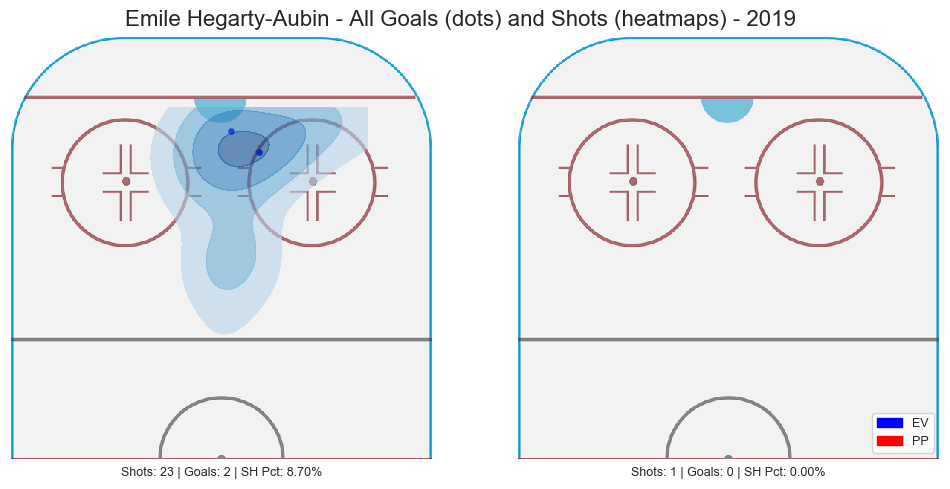 Emile Hegarty-Aubin - All Goals (dots) and Shots (heatmaps) - 2019
EV
PP
Shots: 23 | Goals: 2 | SH Pct: 8.70%
Shots: 1 | Goals: 0 | SH Pct: 0.00%